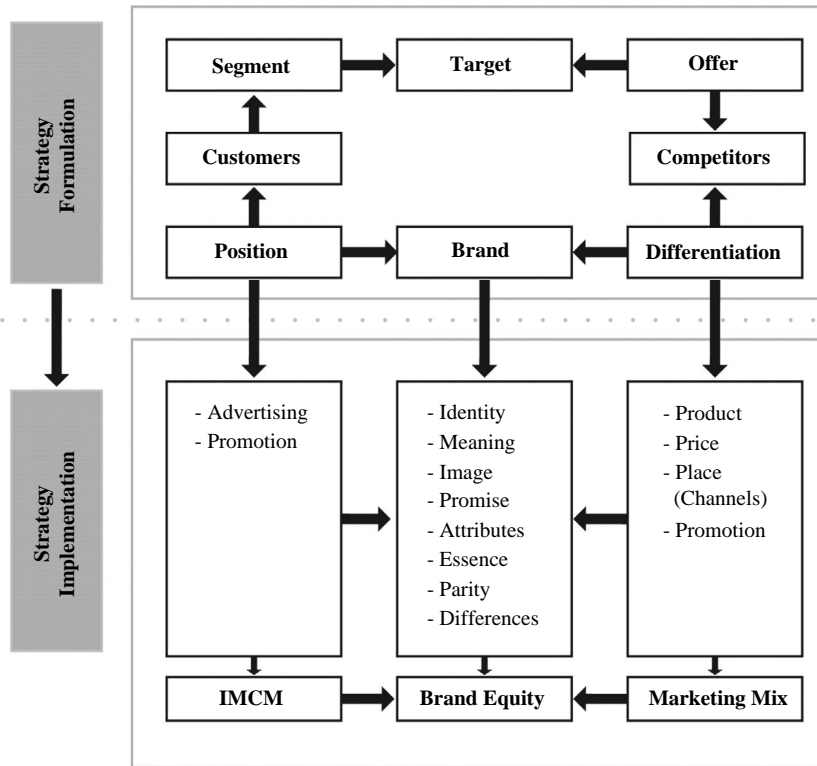 Strategy
Formulation
Segment
Target
Offer
Customers
Competitors
Position
Brand
Differentiation
Strategy
Implementation
- Advertising
- Promotion
- Identity
- Meaning
- Image
- Promise
- Attributes
- Essence
- Parity
- Differences
- Product
- Price
- Place
(Channels)
- Promotion
IMCM
Brand Equity
Marketing Mix